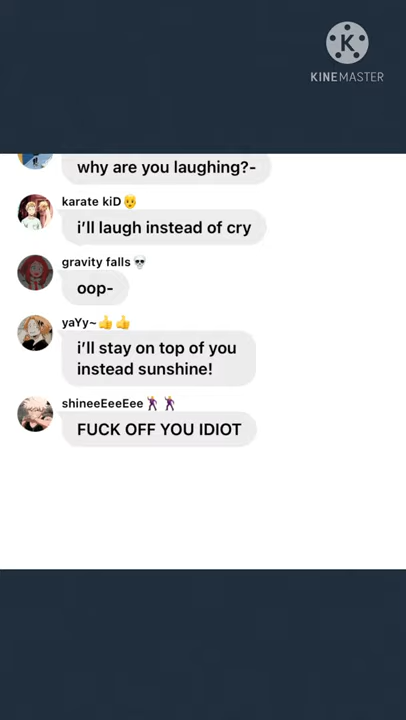 K
KINEMASTER
why are you laughing?-
karate kiD👨‍🦲
i'll laugh instead of cry
gravity falls💀
oop-
yaYy~👍👍
i'll stay on top of you
instead sunshine!
shineeEeeEee🕺🕺
FUCK OFF YOU IDIOT